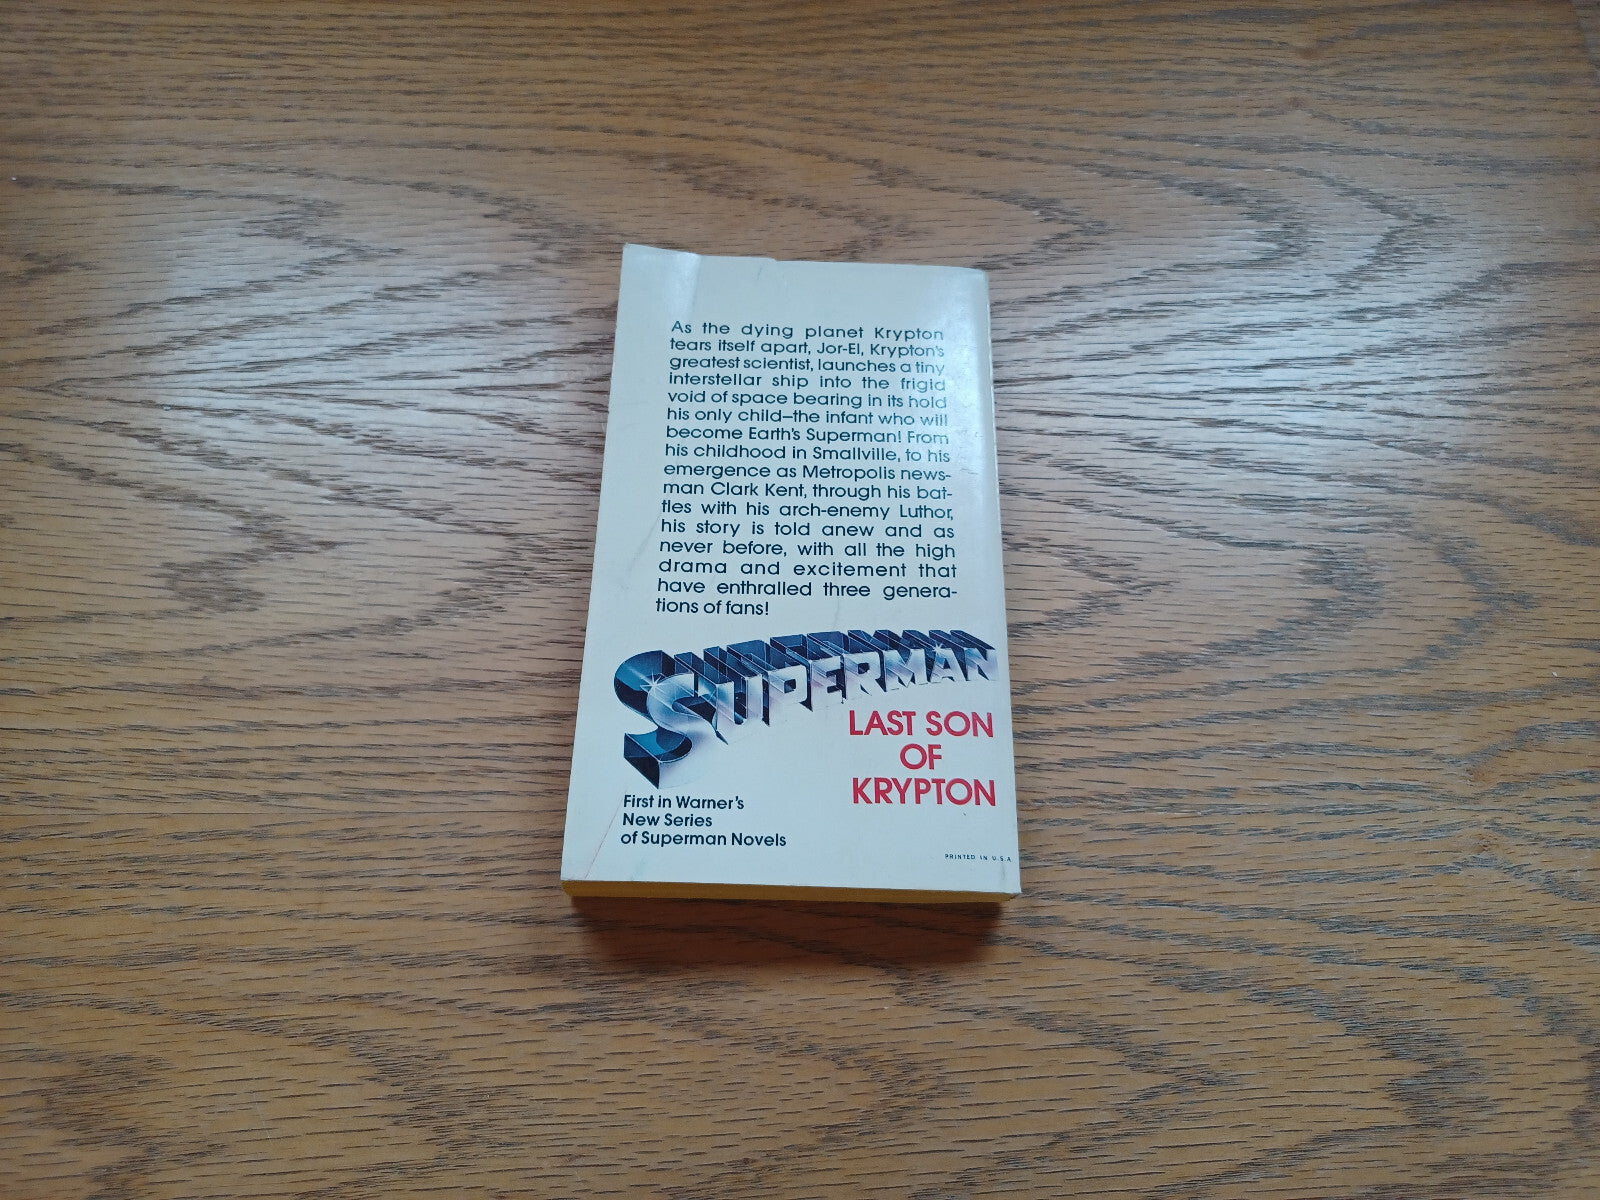 As the dying planet Krypton
tears itself apart, Jor-El, Krypton's
greatest scientist, launches a tiny
interstellar ship into the frigid
void of space bearing in its hold
his only child–the infant who will
become Earth's Superman! From
his childhood in Smallville, to his
emergence as Metropolis news-
man Clark Kent, through his bat-
tles with his arch-enemy Luthor,
his story is told anew and as
never before, with all the high
drama and excitement that
have enthralled three genera-
tions of fans!
SUPERMAN
LAST SON
OF
KRYPTON
First in Warner's
New Series
of Superman Novels
PRINTED IN U.S.A